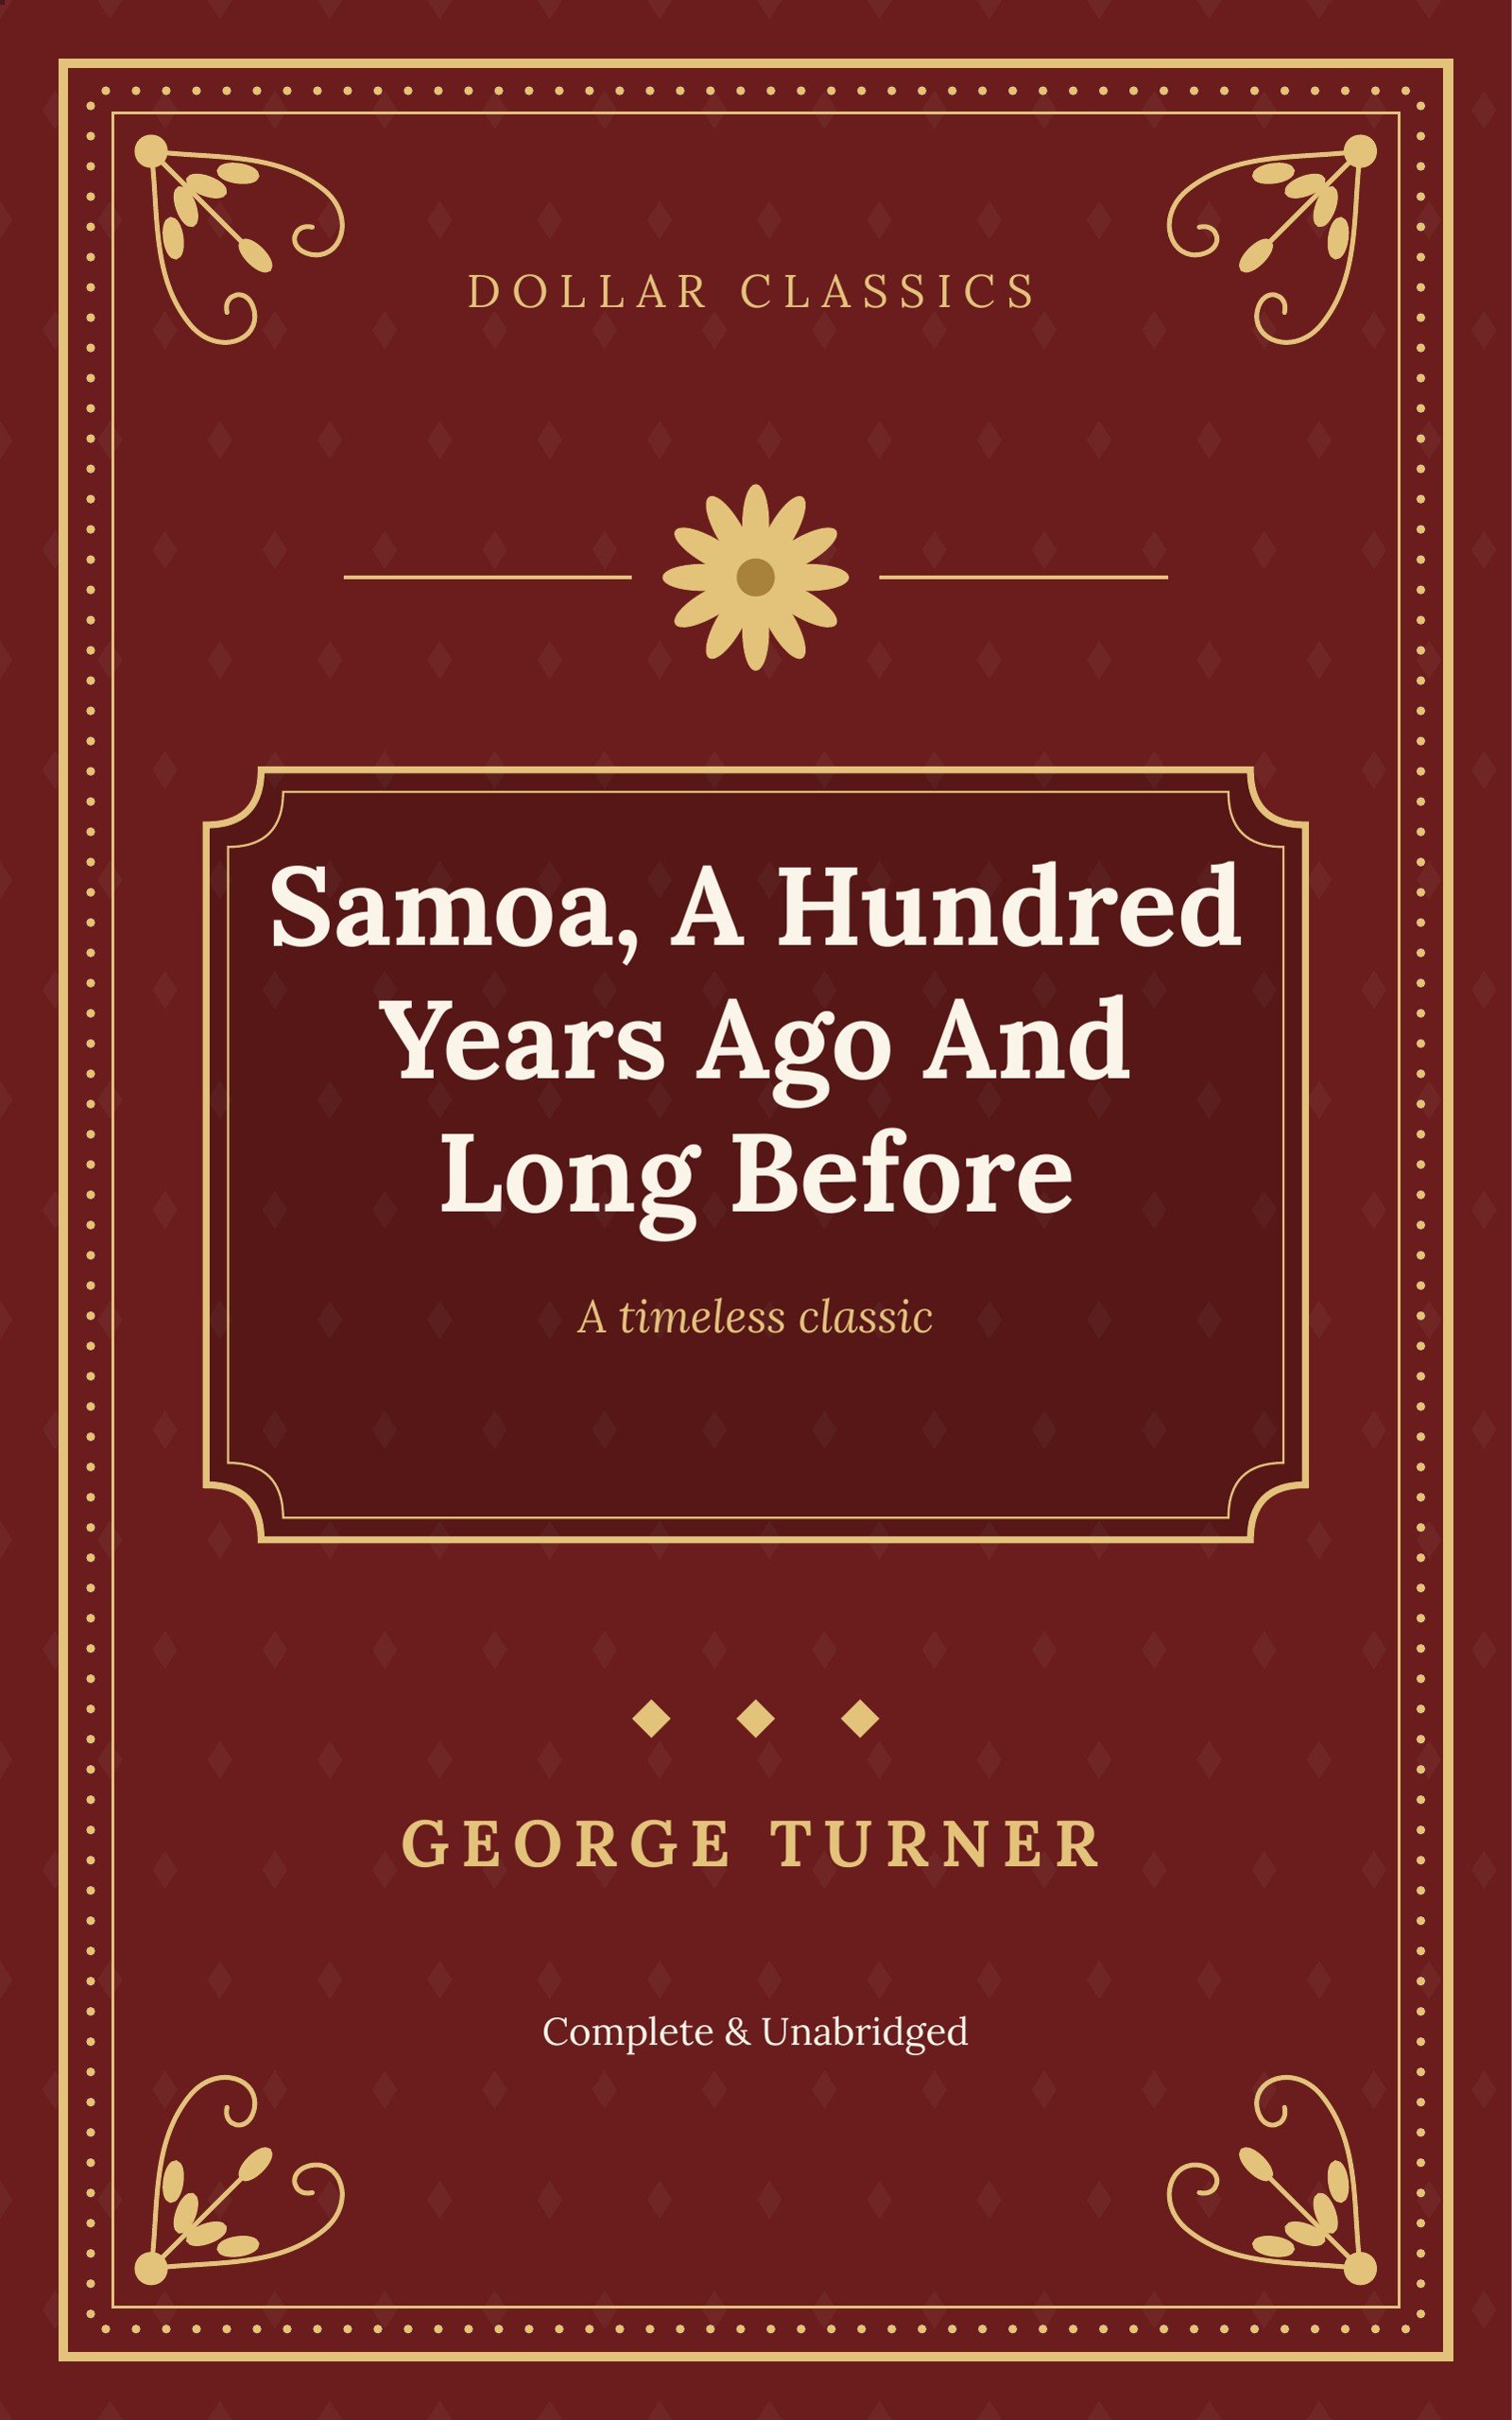 DOLLAR CLASSICS
Samoa, A Hundred
Years Ago And
Long Before
A timeless classic
GEORGE TURNER
Complete & Unabridged